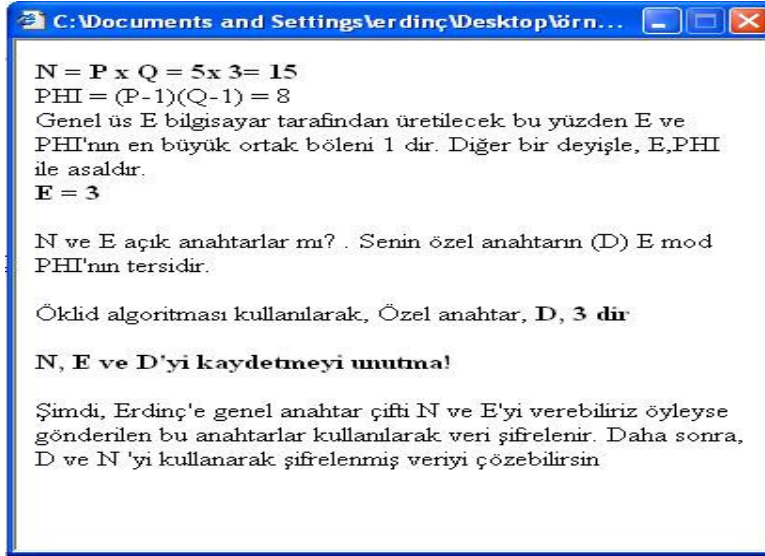 C:\Documents and Settings\erdinç\Desktop\örn...
N = P x Q = 5x 3= 15
PHI = (P-1)(Q-1) = 8
Genel üs E bilgisayar tarafından üretilecek bu yüzden E ve
PHI'nın en büyük ortak böleni 1 dir. Diğer bir deyişle, E,PHI
ile asaldır.
E = 3
N ve E açık anahtarlar mı? . Senin özel anahtarın (D) E mod
PHI'nın tersidir.
Öklid algoritması kullanılarak, Özel anahtar, D, 3 dir
N, E ve D'yi kaydetmeyi unutma!
Şimdi, Erdinç'e genel anahtar çifti N ve E'yi verebiliriz öyleyse
gönderilen bu anahtarlar kullanılarak veri şifrelenir. Daha sonra,
D ve N 'yi kullanarak şifrelenmiş veriyi çözebilirsin